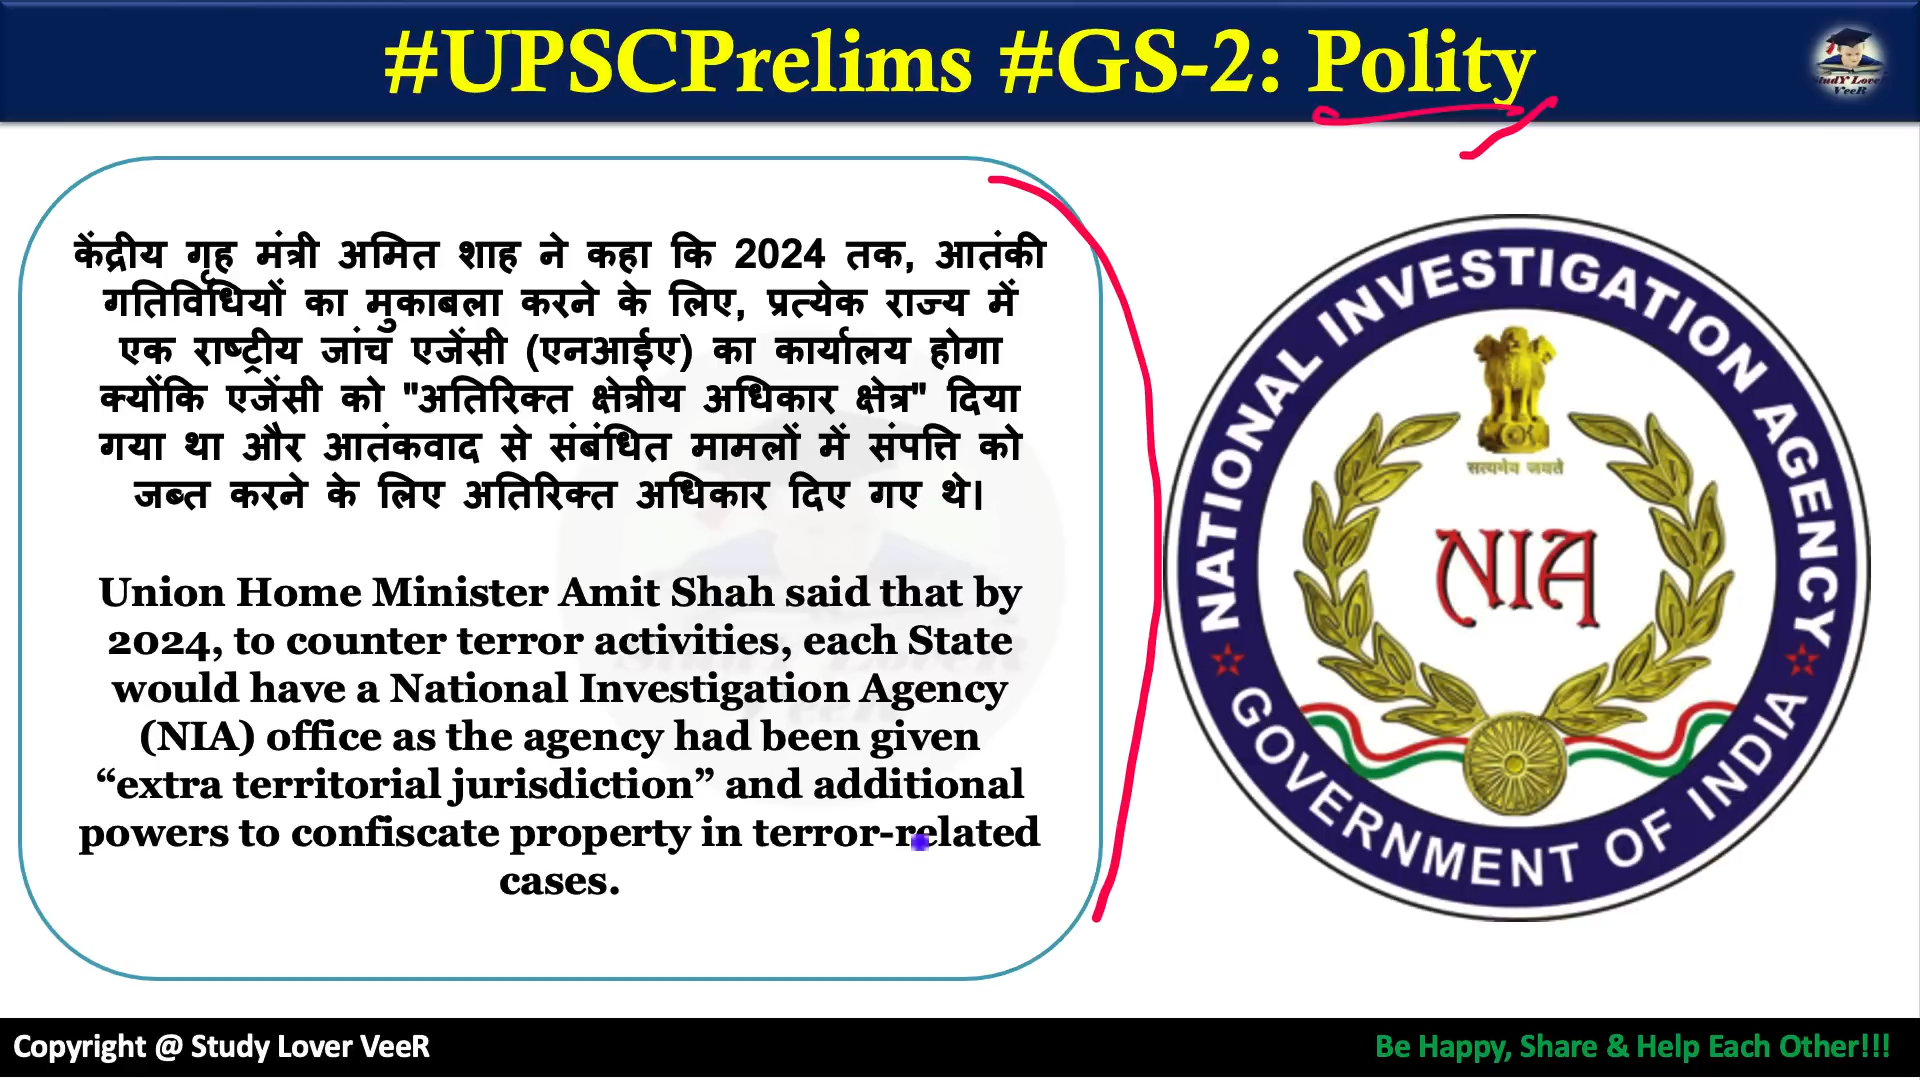 #UPSCPrelims #GS-2: Polity
StudY LoveR
VeeR
केंद्रीय गृह मंत्री अमित शाह ने कहा कि 2024 तक, आतंकी
गतिविधियों का मुकाबला करने के लिए, प्रत्येक राज्य में
एक राष्ट्रीय जांच एजेंसी (एनआईए) का कार्यालय होगा
क्योंकि एजेंसी को "अतिरिक्त क्षेत्रीय अधिकार क्षेत्र" दिया
गया था और आतंकवाद से संबंधित मामलों में संपत्ति को
जब्त करने के लिए अतिरिक्त अधिकार दिए गए थे।
Union Home Minister Amit Shah said that by
2024, to counter terror activities, each State
would have a National Investigation Agency
(NIA) office as the agency had been given
“extra territorial jurisdiction” and additional
powers to confiscate property in terror-related
cases.
NATIONAL INVESTIGATION AGENCY
सत्यमेव जयते
NIA
GOVERNMENT OF INDIA
Copyright @ Study Lover VeeR
Be Happy, Share & Help Each Other!!!